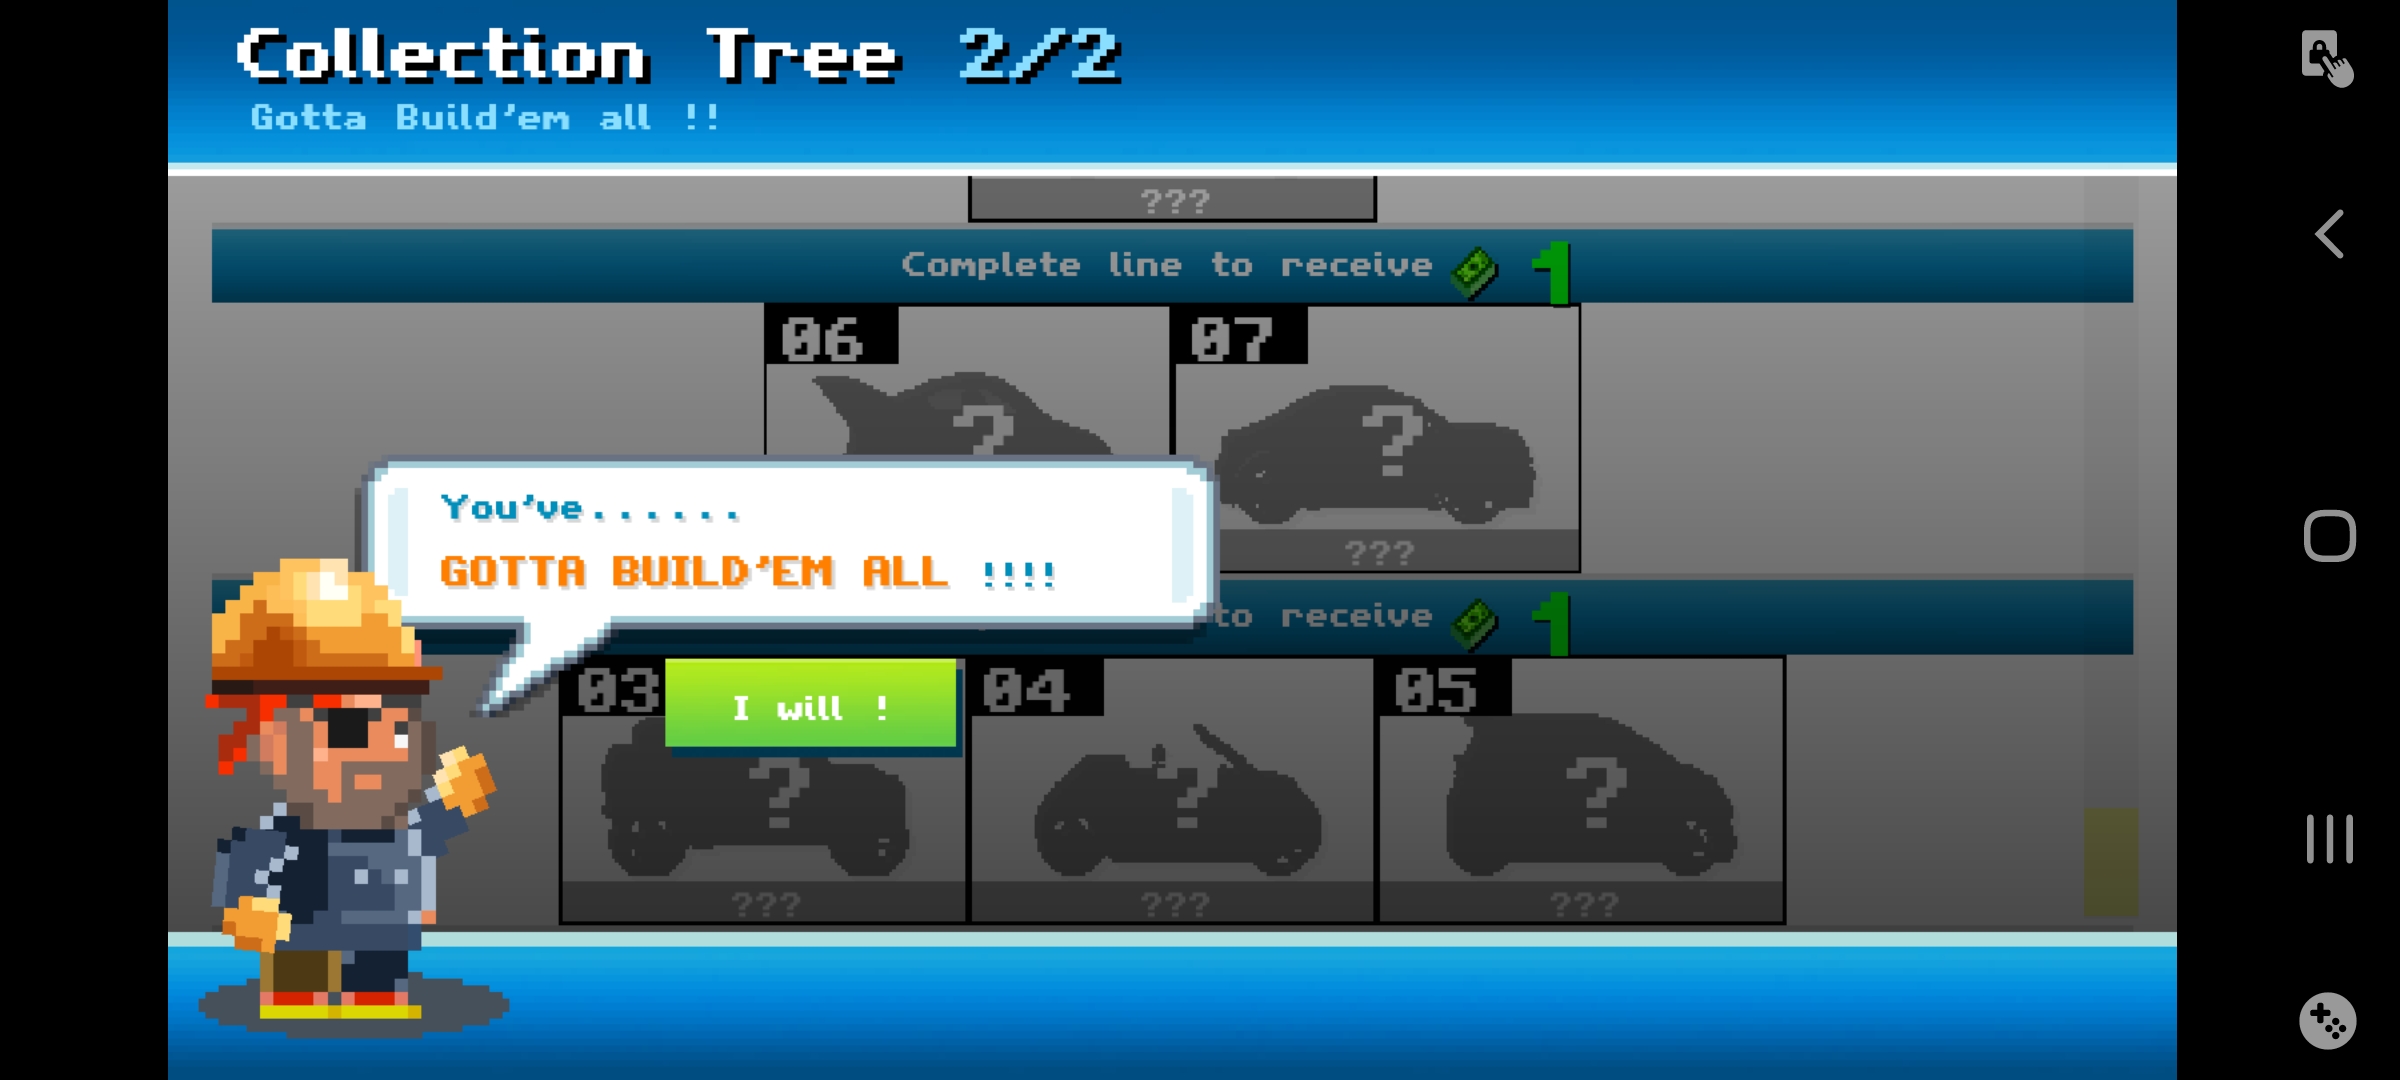 Collection Tree 2/2
Gotta Build'em all !!
???
Complete line to receive 1
06
?
07
?
???
You've......
GOTTA BUILD'EM ALL !!!!
to receive 1
03
?
???
I will !
04
?
???
05
?
???